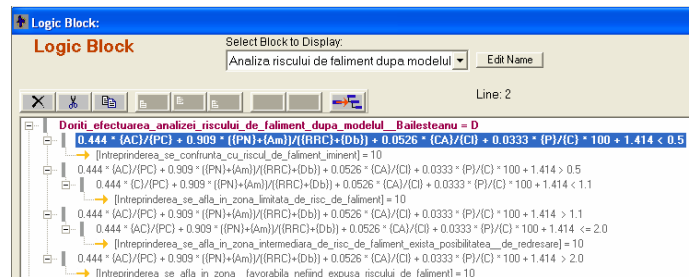 Logic Block:
Logic Block
Select Block to Display:
Analiza riscului de faliment dupa modelul
Edit Name
Line: 2
Doriti_efectuarea_analizei_riscului_de_faliment_dupa_modelul__Bailesteanu = D
0.444 * {AC}/{PC} + 0.909 * ({PN}+{Am})/({RRC}+{Db}) + 0.0526 * {CA}/{CI} + 0.0333 * {P}/{C} * 100 + 1.414 < 0.5
[Intreprinderea_se_confrunta_cu_riscul_de_faliment_iminent] = 10
0.444 * {AC}/{PC} + 0.909 * ({PN}+{Am})/({RRC}+{Db}) + 0.0526 * {CA}/{CI} + 0.0333 * {P}/{C} * 100 + 1.414 > 0.5
0.444 * {C}/{PC} + 0.909 * ({PN}+{Am})/({RRC}+{Db}) + 0.0526 * {CA}/{CI} + 0.0333 * {P}/{C} * 100 + 1.414 < 1.1
[Intreprinderea_se_afla_in_zona_limitata_de_risc_de_faliment] = 10
0.444 * {AC}/{PC} + 0.909 * ({PN}+{Am})/({RRC}+{Db}) + 0.0526 * {CA}/{CI} + 0.0333 * {P}/{C} * 100 + 1.414 > 1.1
0.444 * {AC}/{PC} + 0.909 * ({PN}+{Am})/({RRC}+{Db}) + 0.0526 * {CA}/{CI} + 0.0333 * {P}/{C} * 100 + 1.414 <= 2.0
[Intreprinderea_se_afla_in_zona_intermediara_de_risc_de_faliment_exista_posibilitatea__de_redresare] = 10
0.444 * {AC}/{PC} + 0.909 * ({PN}+{Am})/({RRC}+{Db}) + 0.0526 * {CA}/{CI} + 0.0333 * {P}/{C} * 100 + 1.414 > 2.0
[Intreprinderea_se_afla_in_zona__favorabila_nefiind_expusa_riscului_de_faliment] = 10